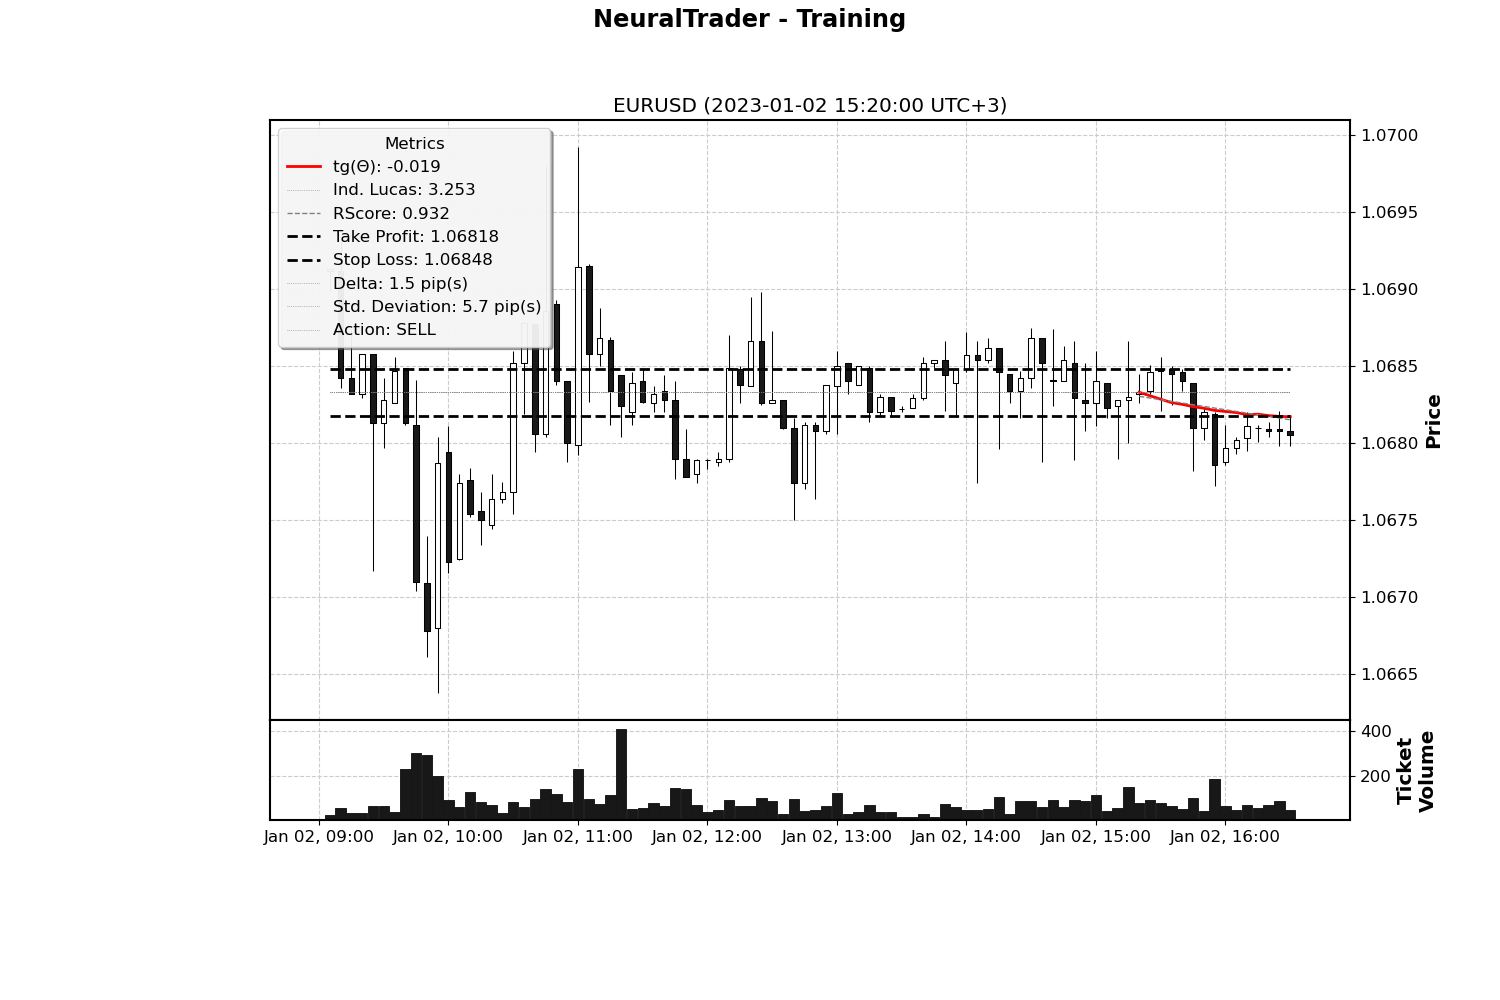 NeuralTrader - Training
EURUSD (2023-01-02 15:20:00 UTC+3)
Metrics
tg(Θ): -0.019
Ind. Lucas: 3.253
RScore: 0.932
Take Profit: 1.06818
Stop Loss: 1.06848
Delta: 1.5 pip(s)
Std. Deviation: 5.7 pip(s)
Action: SELL
1.0700
1.0695
1.0690
1.0685
1.0680
1.0675
1.0670
1.0665
Price
400
200
Ticket
Volume
Jan 02, 09:00
Jan 02, 10:00
Jan 02, 11:00
Jan 02, 12:00
Jan 02, 13:00
Jan 02, 14:00
Jan 02, 15:00
Jan 02, 16:00